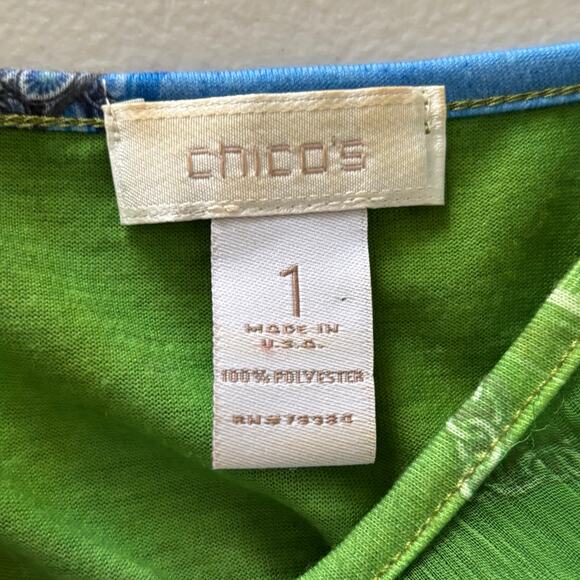 chico's
1
MADE IN
U.S.A.
100% POLYESTER